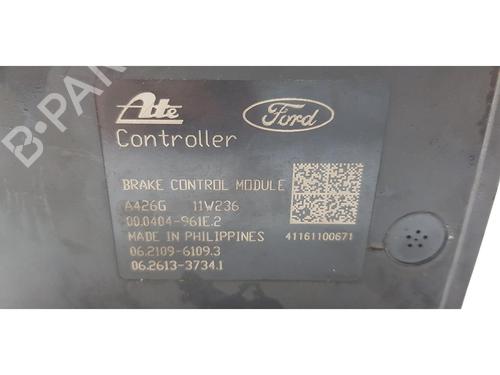 Ate Ford
Controller
BRAKE CONTROL MODULE
A426G 11W236
00.0404-961E.2
MADE IN PHILIPPINES 41161100671
06.2109-6109.3
06.2613-3734.1
B-PARTS